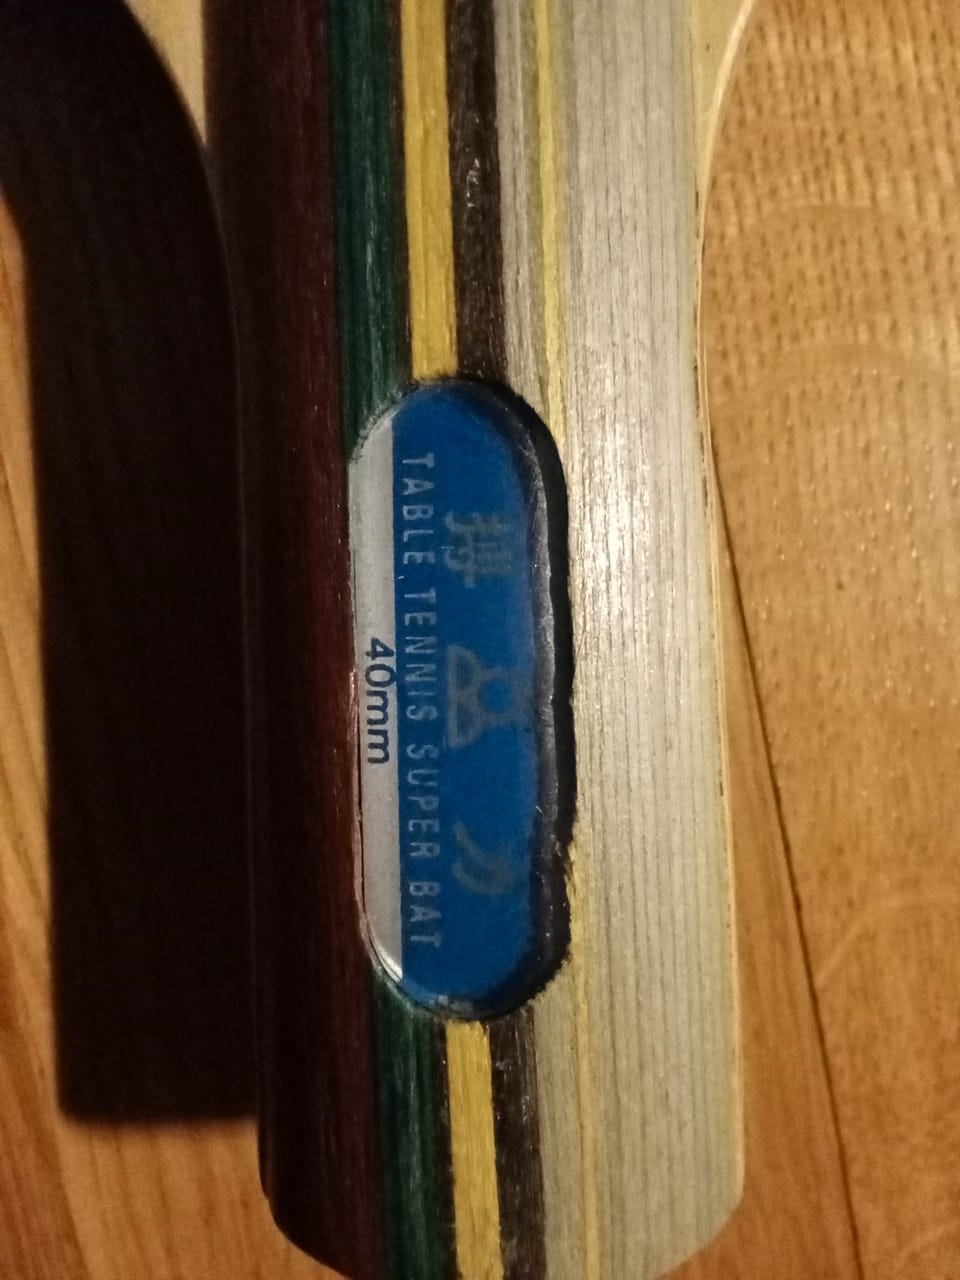 TABLE TENNIS SUPER BAT
40mm